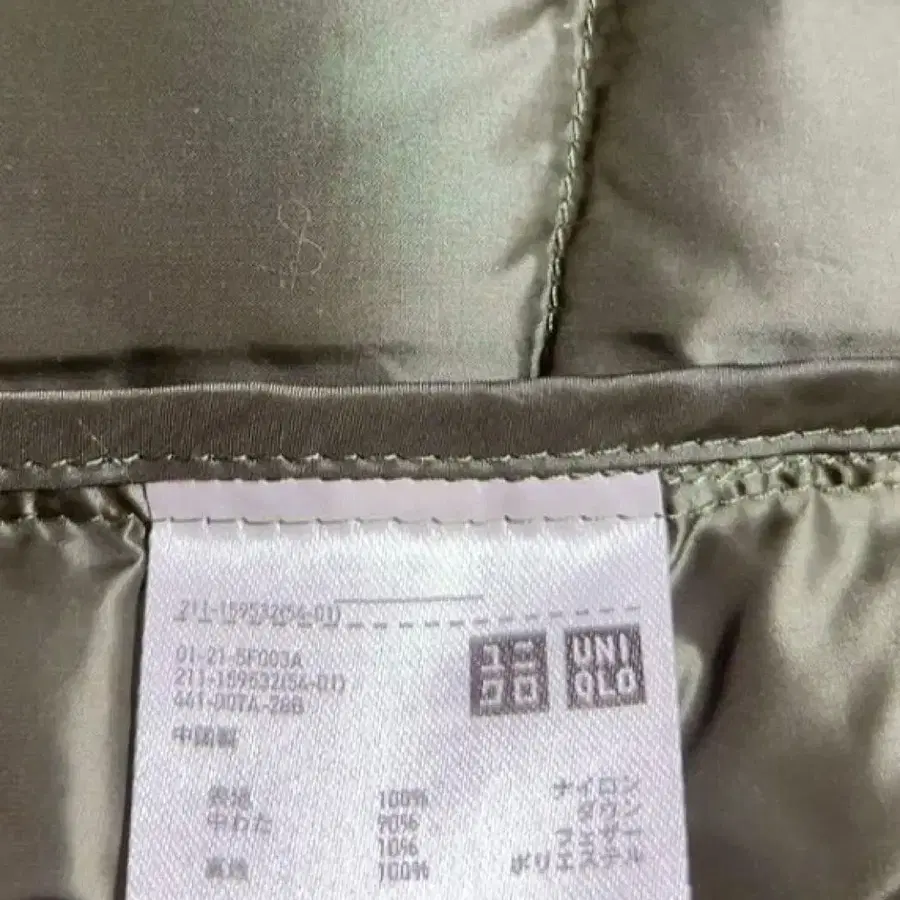 211-159532(54-01)
ユニ
クロ
UNI
QLO
01-21-5F003A
211-159532(54-01)
441-007A-28B
中国製
表地 100% ナイロン
中わた 90% ダウン
10% フェザー
裏地 100% ポリエステル